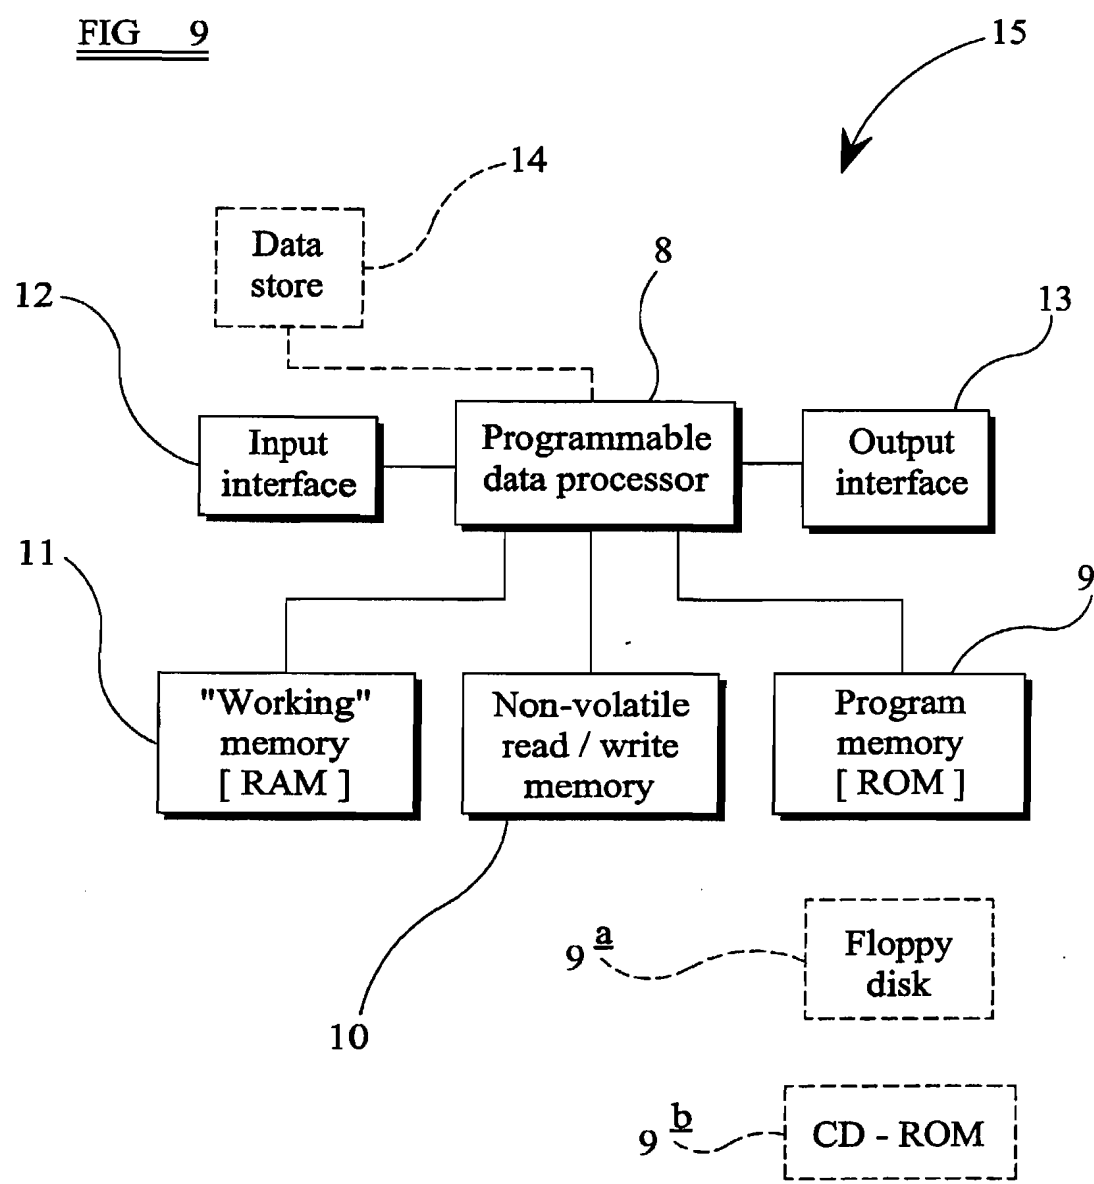 FIG 9
15
14
Data
store
8
12
13
Input
interface
Programmable
data processor
Output
interface
11
9
"Working"
memory
[ RAM ]
Non-volatile
read / write
memory
Program
memory
[ ROM ]
9 a
Floppy
disk
10
9 b
CD - ROM